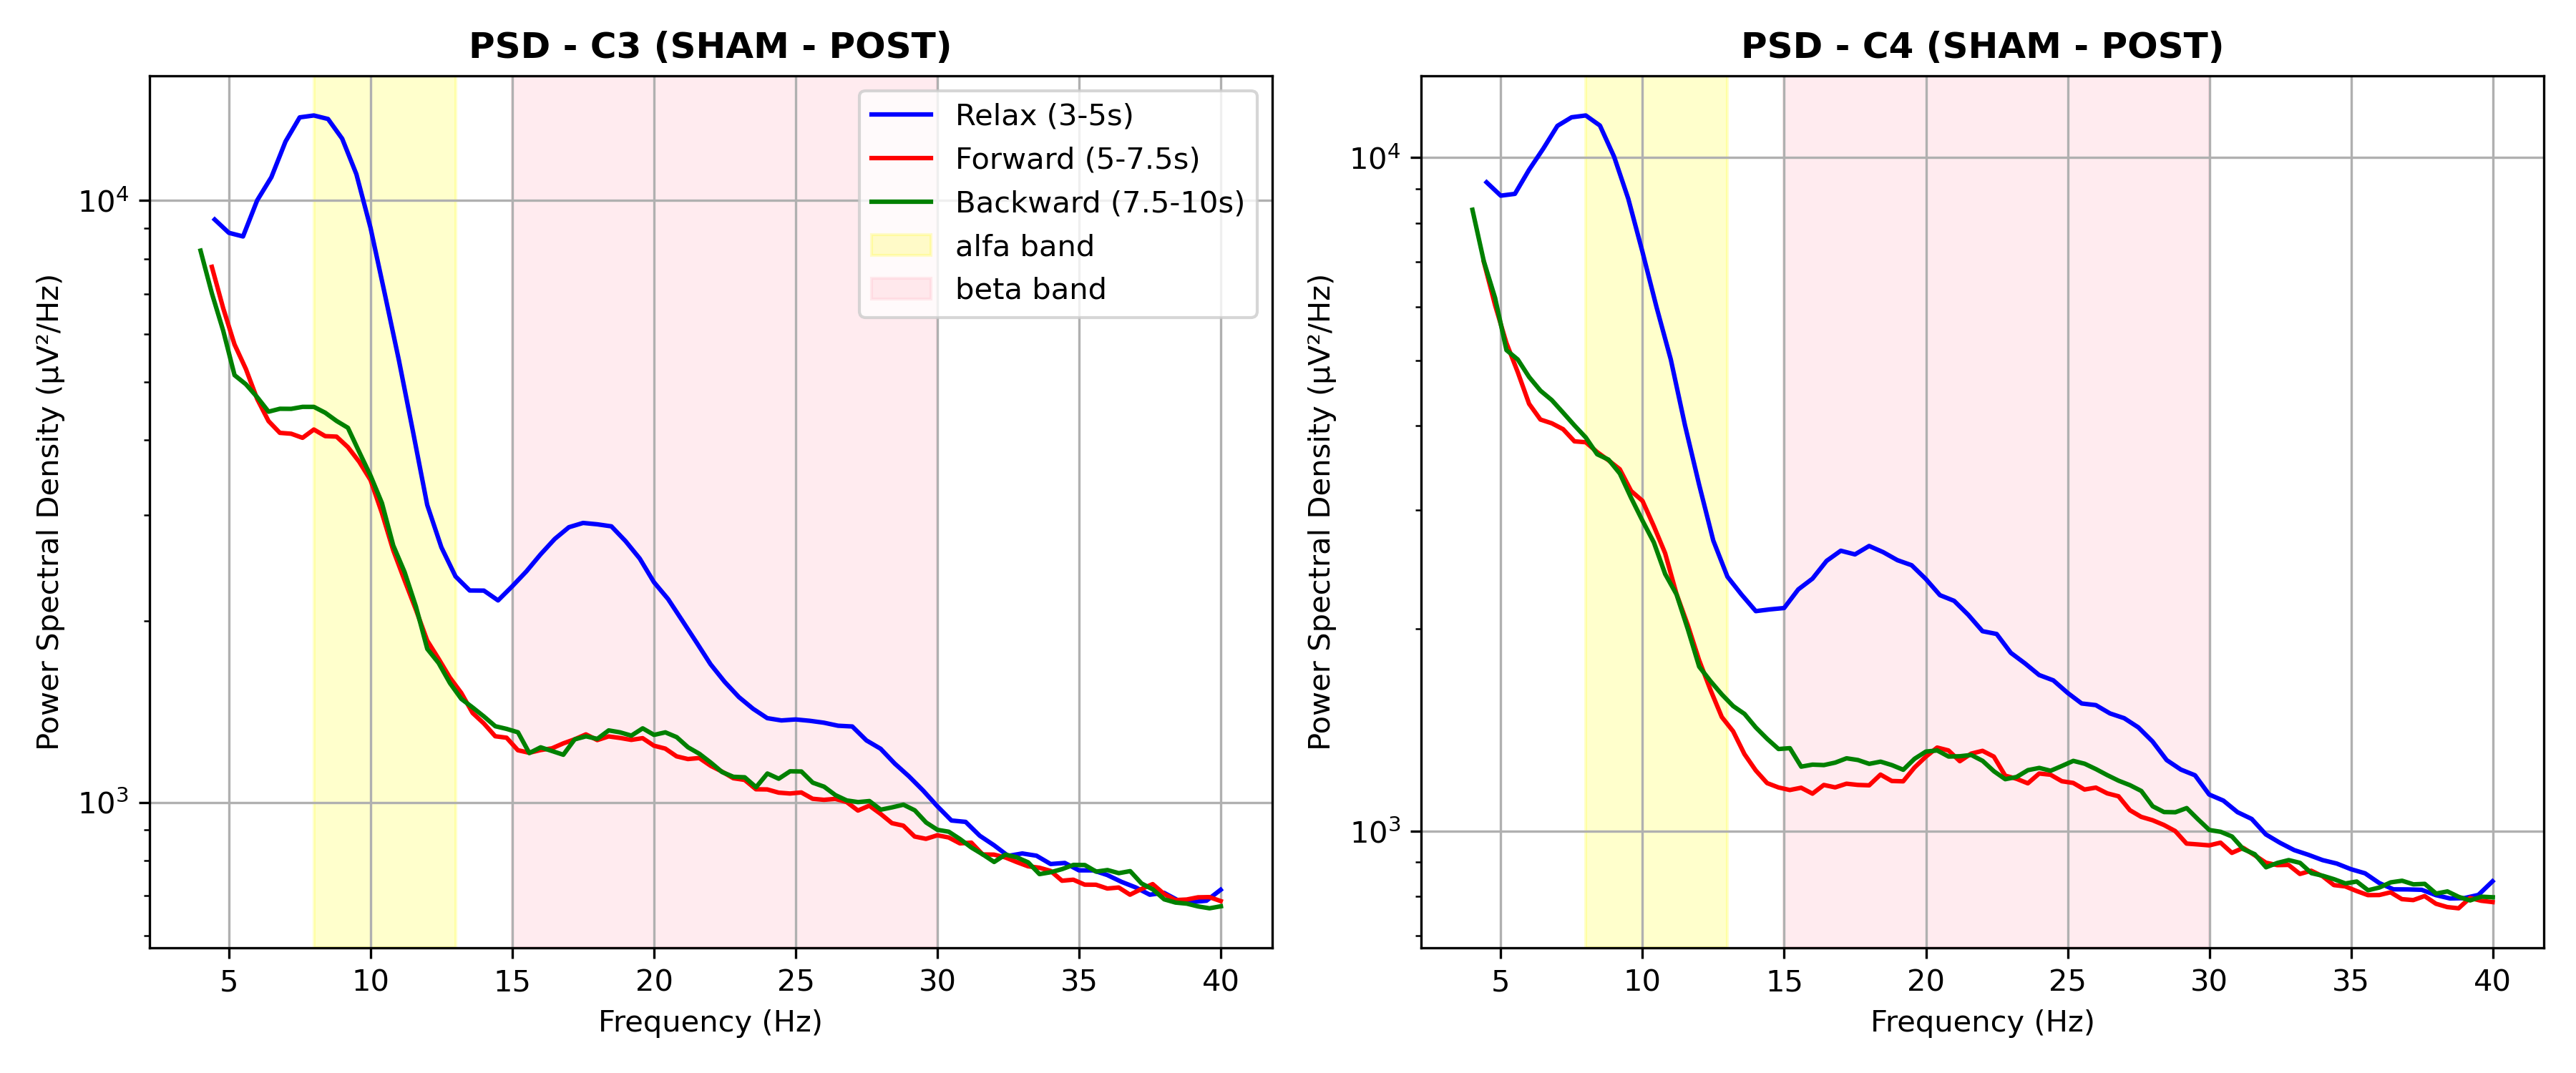 PSD - C3 (SHAM - POST)
Power Spectral Density (µV²/Hz)
10⁴
10³
5 10 15 20 25 30 35 40
Frequency (Hz)
Relax (3-5s)
Forward (5-7.5s)
Backward (7.5-10s)
alfa band
beta band
PSD - C4 (SHAM - POST)
Power Spectral Density (µV²/Hz)
10⁴
10³
5 10 15 20 25 30 35 40
Frequency (Hz)